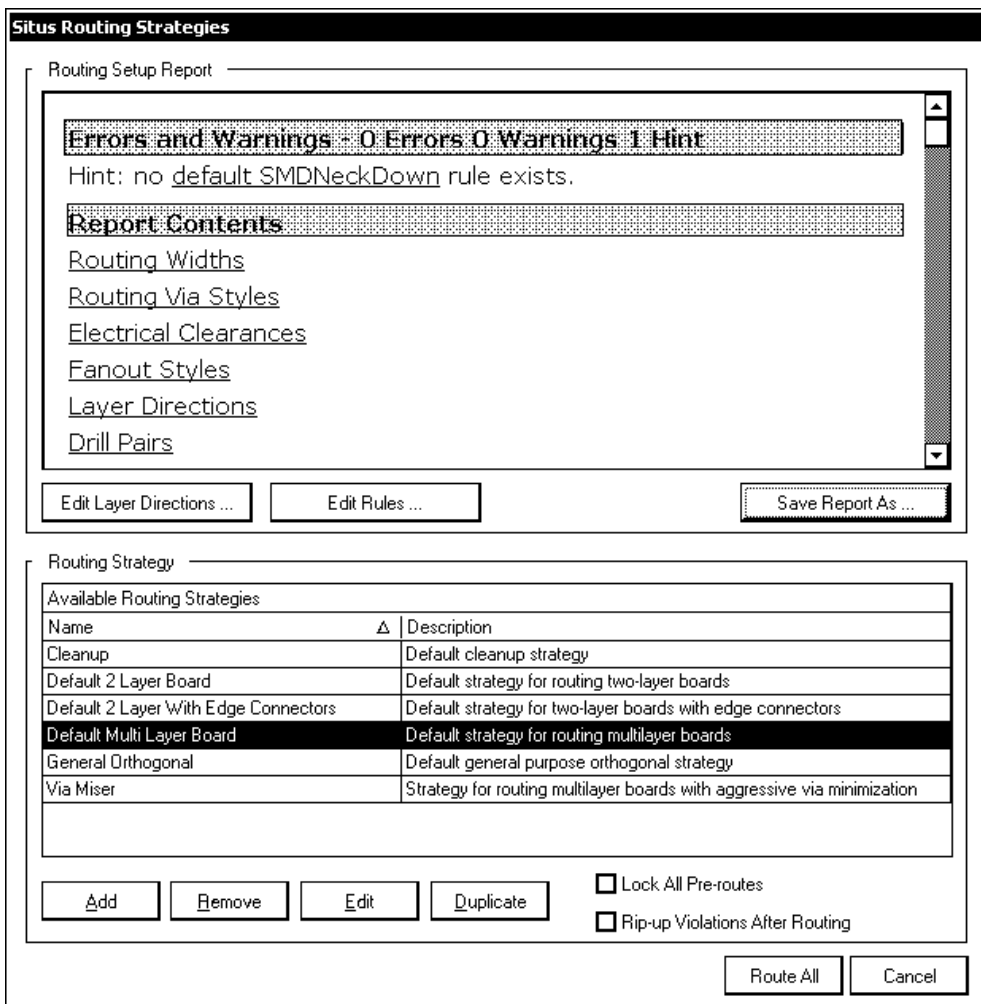 Situs Routing Strategies
Routing Setup Report
Errors and Warnings - 0 Errors 0 Warnings 1 Hint
Hint: no default SMDNeckDown rule exists.
Report Contents
Routing Widths
Routing Via Styles
Electrical Clearances
Fanout Styles
Layer Directions
Drill Pairs
Edit Layer Directions ... Edit Rules ... Save Report As ...
Routing Strategy
Available Routing Strategies
Name Δ Description
Cleanup Default cleanup strategy
Default 2 Layer Board Default strategy for routing two-layer boards
Default 2 Layer With Edge Connectors Default strategy for two-layer boards with edge connectors
Default Multi Layer Board Default strategy for routing multilayer boards
General Orthogonal Default general purpose orthogonal strategy
Via Miser Strategy for routing multilayer boards with aggressive via minimization
Add Remove Edit Duplicate Lock All Pre-routes
Rip-up Violations After Routing
Route All Cancel